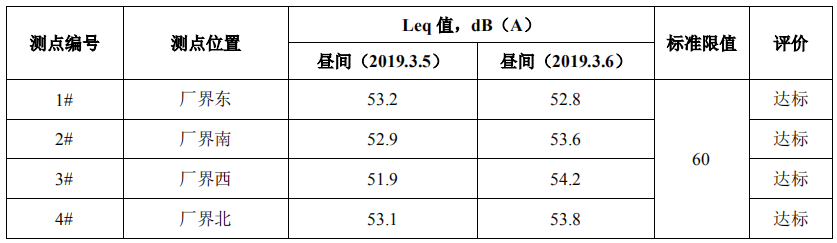 测点编号 测点位置 Leq 值，dB（A） 标准限值 评价
昼间（2019.3.5） 昼间（2019.3.6）
1# 厂界东 53.2 52.8 60 达标
2# 厂界南 52.9 53.6 达标
3# 厂界西 51.9 54.2 达标
4# 厂界北 53.1 53.8 达标